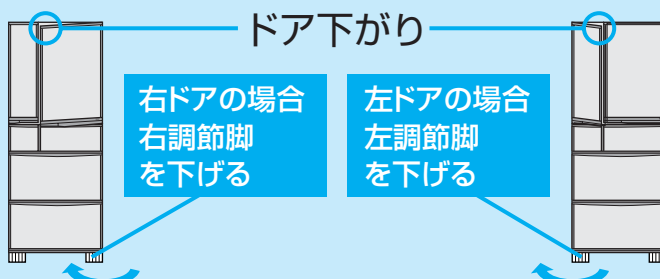 ドア下がり
右ドアの場合
右調節脚
を下げる
左ドアの場合
左調節脚
を下げる